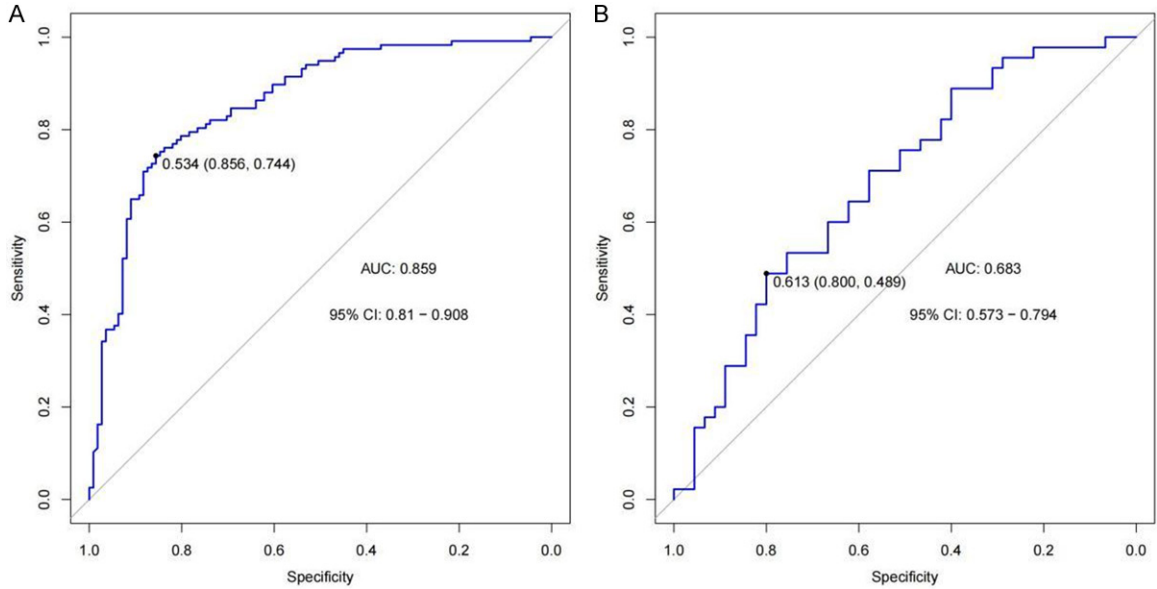 A
1.0
0.8
0.6
0.4
0.2
0.0
Sensitivity
0.534 (0.856, 0.744)
AUC: 0.859
95% CI: 0.81 − 0.908
1.0 0.8 0.6 0.4 0.2 0.0
Specificity
B
1.0
0.8
0.6
0.4
0.2
0.0
Sensitivity
0.613 (0.800, 0.489)
AUC: 0.683
95% CI: 0.573 − 0.794
1.0 0.8 0.6 0.4 0.2 0.0
Specificity